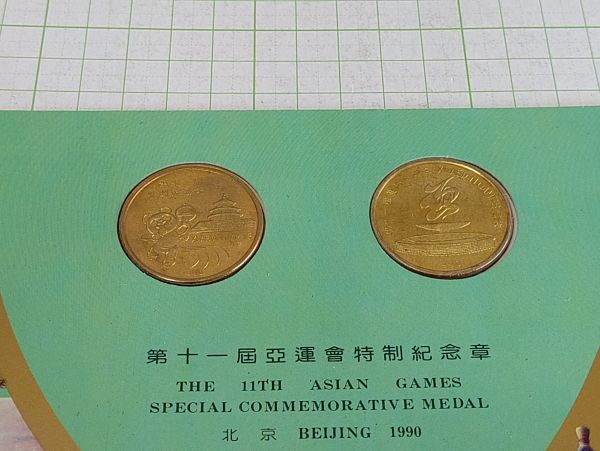 第十一屆亞運會特制紀念章
THE 11TH ASIAN GAMES
SPECIAL COMMEMORATIVE MEDAL
北京 BEIJING 1990